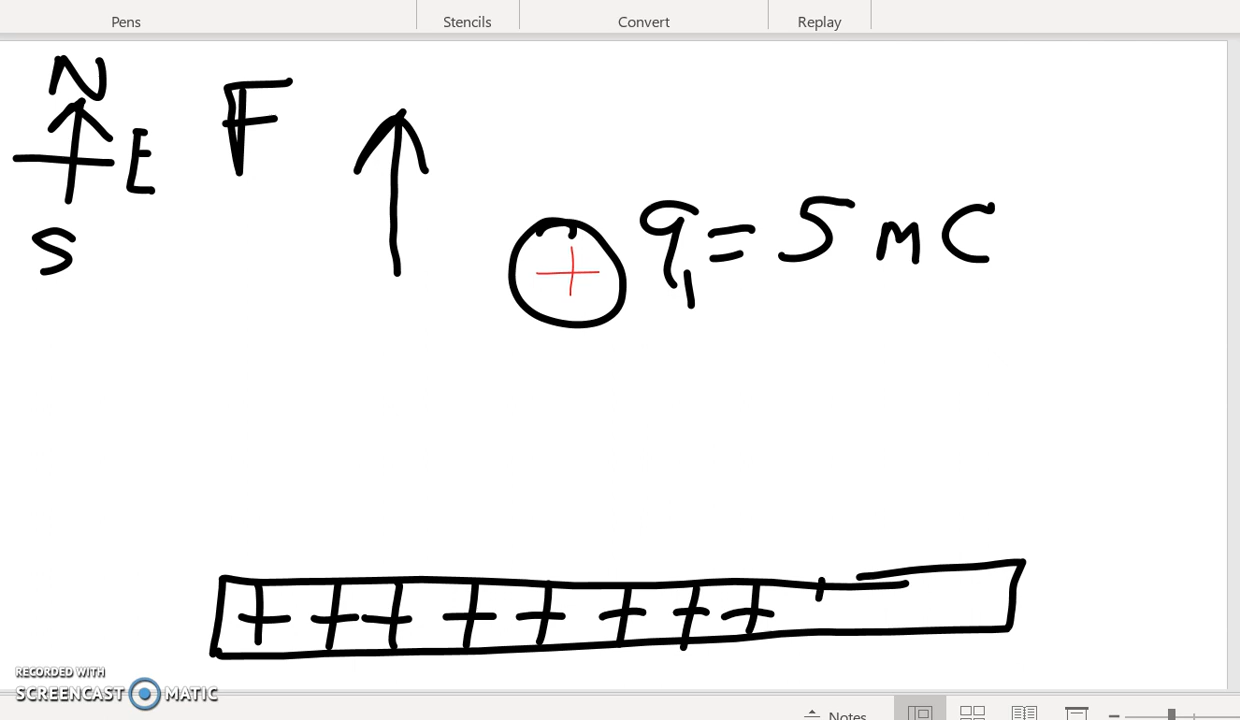 Pens Stencils Convert Replay
N
E
S
F
+ q1 = 5 mC
+ + + + + + + +
RECORDED WITH
SCREENCAST MATIC
Notes